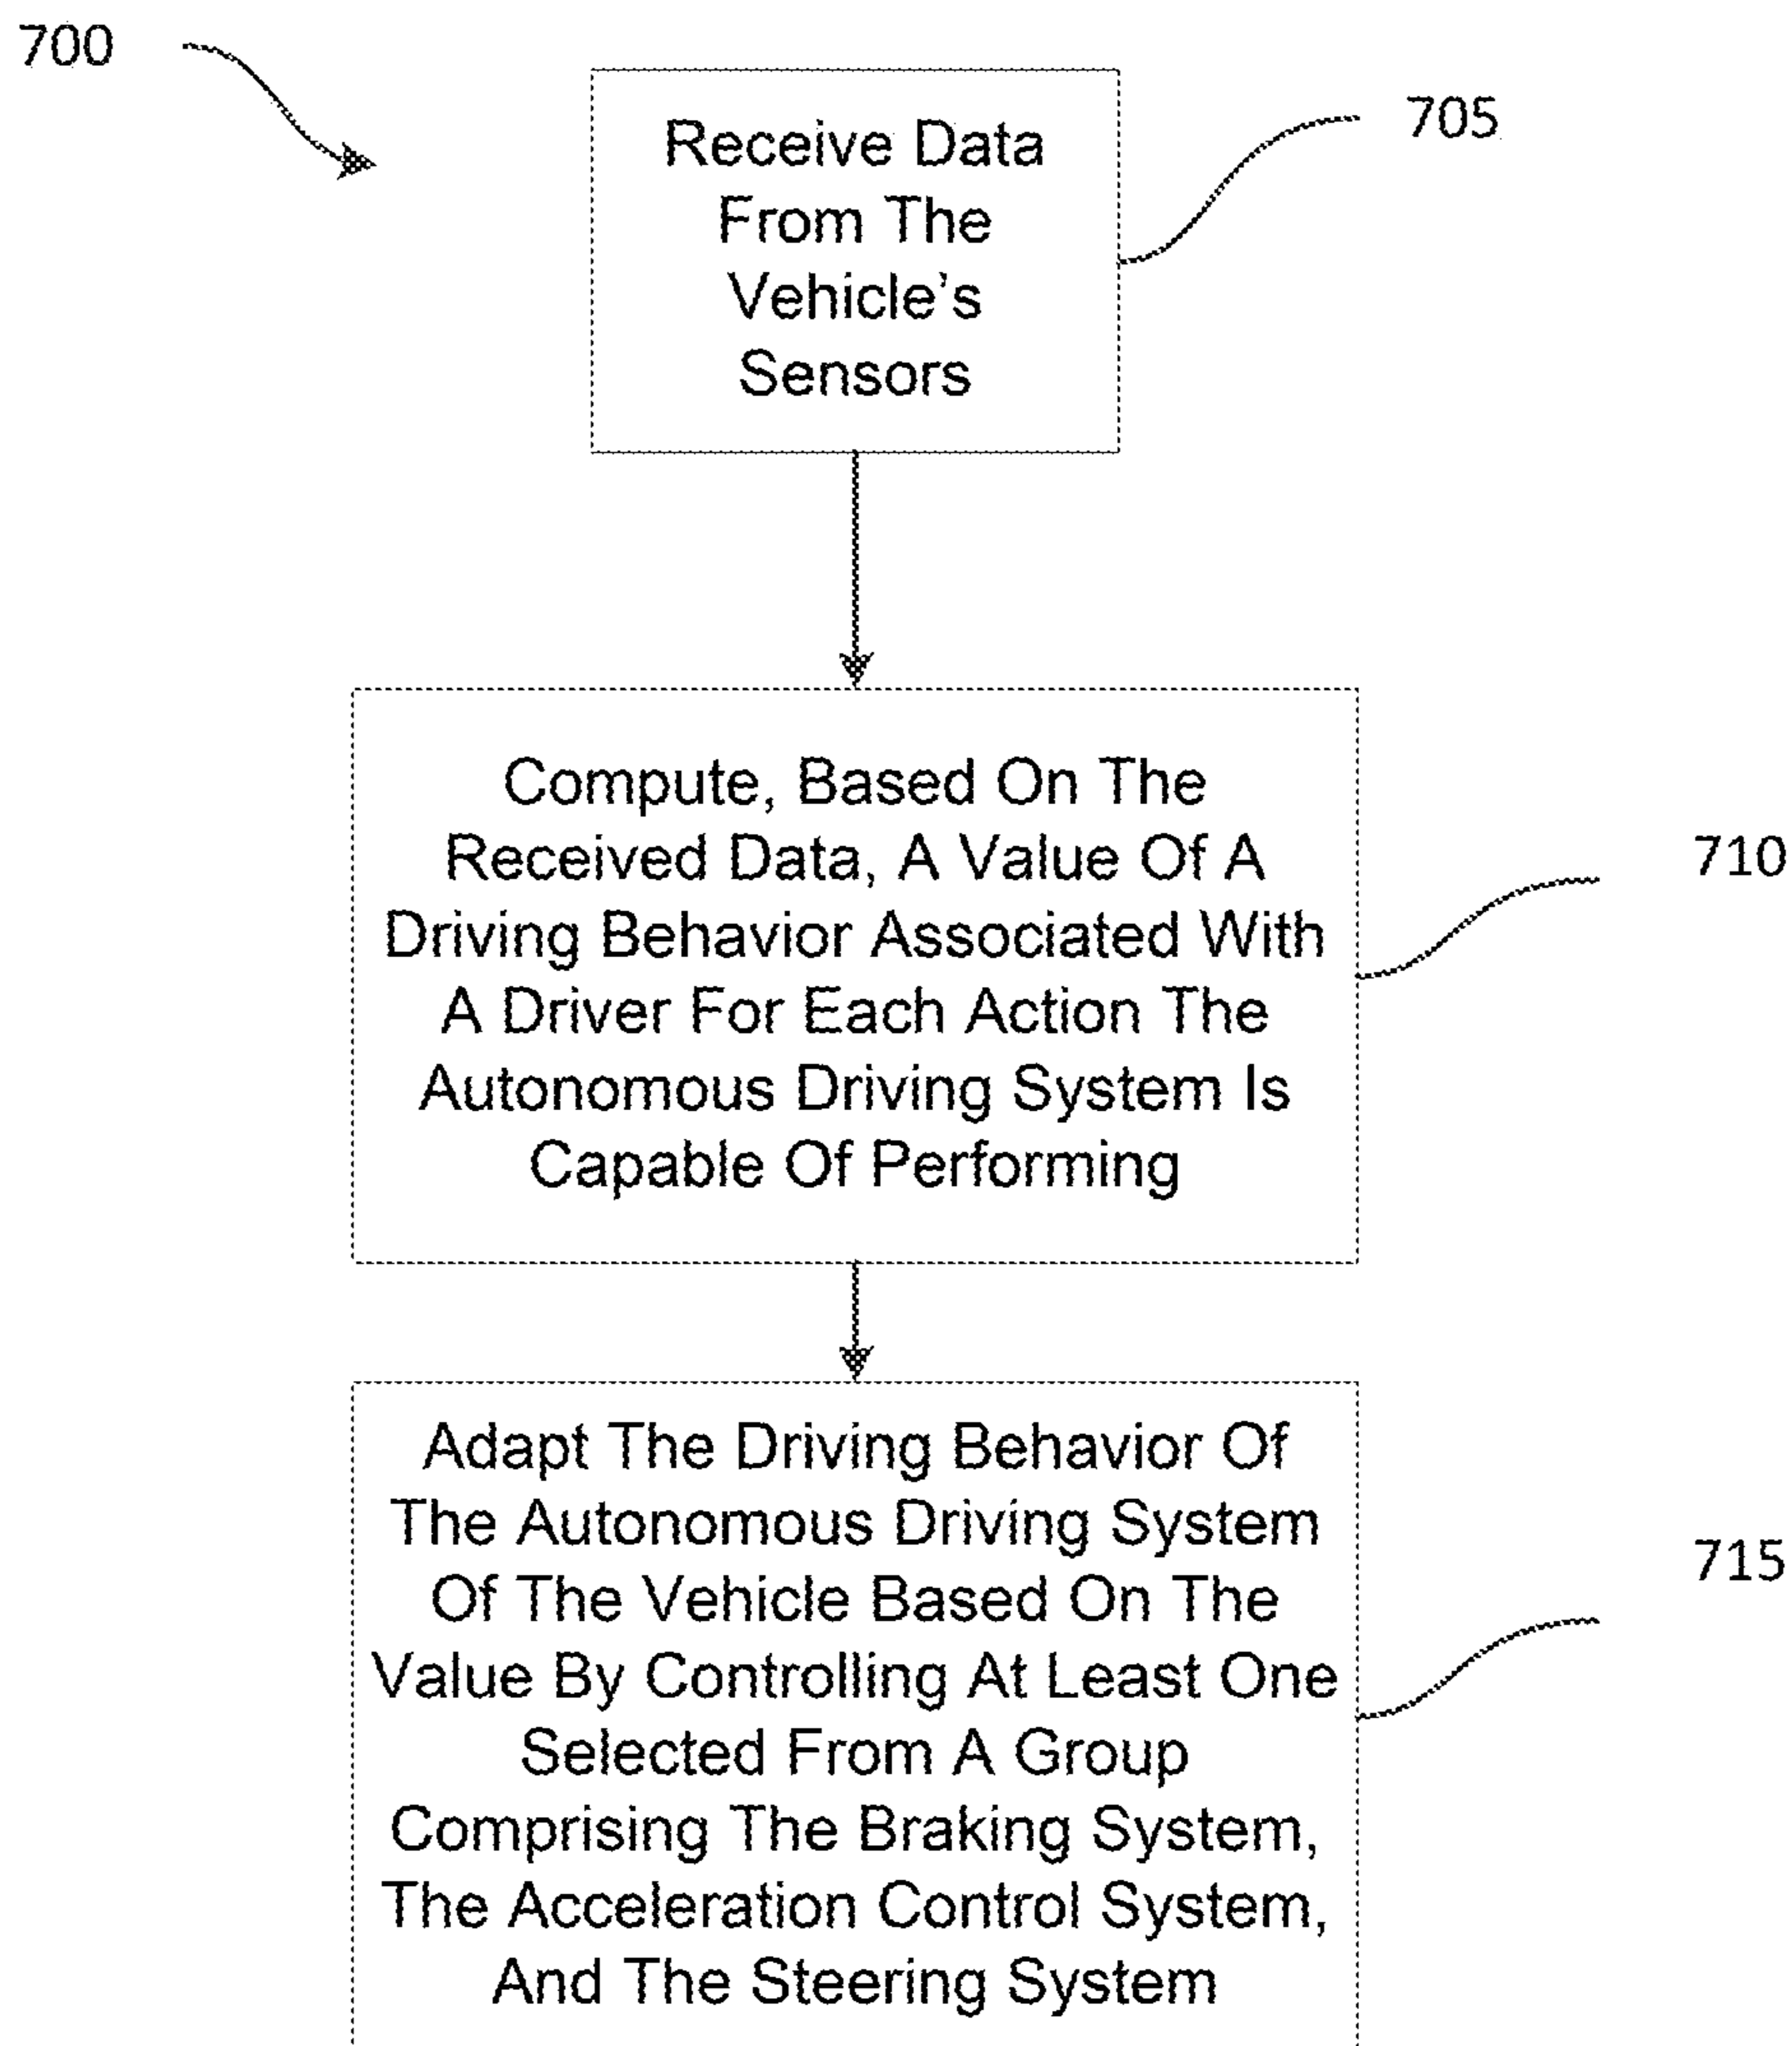 700
Receive Data
From The
Vehicle's
Sensors
705
Compute, Based On The
Received Data, A Value Of A
Driving Behavior Associated With
A Driver For Each Action The
Autonomous Driving System Is
Capable Of Performing
710
Adapt The Driving Behavior Of
The Autonomous Driving System
Of The Vehicle Based On The
Value By Controlling At Least One
Selected From A Group
Comprising The Braking System,
The Acceleration Control System,
And The Steering System
715